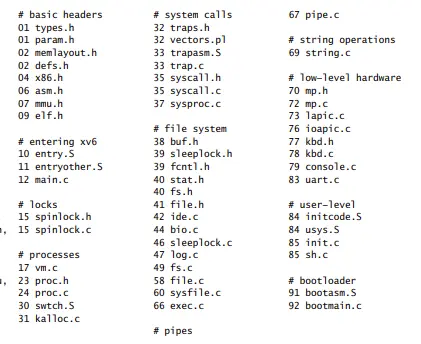 # basic headers
01 types.h
01 param.h
02 memlayout.h
02 defs.h
04 x86.h
06 asm.h
07 mmu.h
09 elf.h

# entering xv6
10 entry.S
11 entryother.S
12 main.c

# locks
15 spinlock.h
15 spinlock.c

# processes
17 vm.c
23 proc.h
24 proc.c
30 swtch.S
31 kalloc.c

# system calls
32 traps.h
32 vectors.pl
33 trapasm.S
33 trap.c
35 syscall.h
35 syscall.c
37 sysproc.c

# file system
38 buf.h
39 sleeplock.h
39 fcntl.h
40 stat.h
40 fs.h
41 file.h
42 ide.c
44 bio.c
46 sleeplock.c
47 log.c
49 fs.c
58 file.c
60 sysfile.c
66 exec.c

# pipes
67 pipe.c

# string operations
69 string.c

# low-level hardware
70 mp.h
72 mp.c
73 lapic.c
76 ioapic.c
77 kbd.h
78 kbd.c
79 console.c
83 uart.c

# user-level
84 initcode.S
84 usys.S
85 init.c
85 sh.c

# bootloader
91 bootasm.S
92 bootmain.c